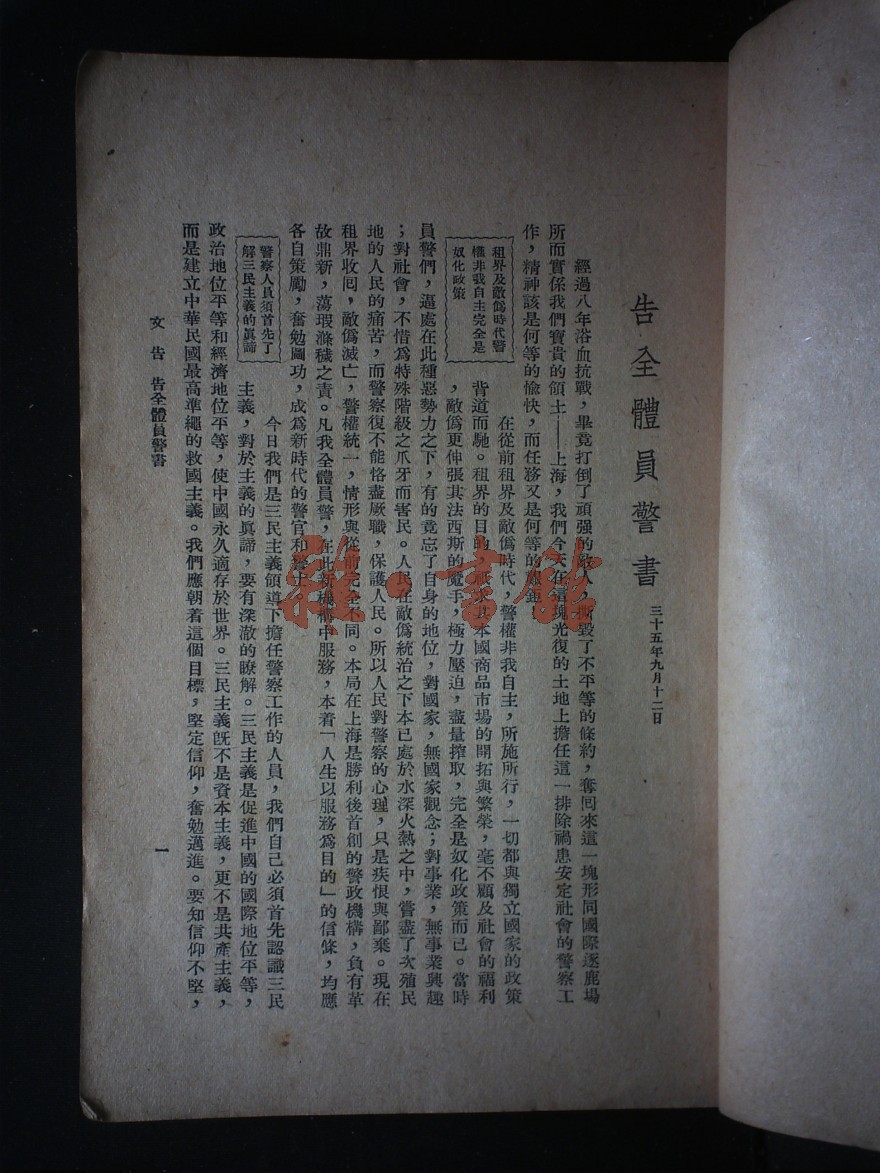 告全體員警書
三十五年九月十二日
經過八年浴血抗戰，畢竟打倒了頑强的敵人，撕毀了不平等的條約，奪回來這一塊形同國際逐鹿場
所而實係我們寶貴的領土——上海，我們今天在這塊光復的土地上擔任這一排除禍患安定社會的警察工
作，精神該是何等的愉快，而任務又是何等的
租界及敵僞時代警
權非我自主完全是
奴化政策
在從前租界及敵僞時代，警權非我自主，所施所行，一切都與獨立國家的政策
背道而馳。租界的目的，祇求其本國商品市場的開拓與繁榮，毫不顧及社會的福利
，敵僞更伸張其法西斯的魔手，極力壓迫，盡量搾取，完全是奴化政策而已。當時
員警們，逼處在此種惡勢力之下，有的竟忘了自身的地位，對國家，無國家觀念；對事業，無事業興趣
；對社會，不惜爲特殊階級之爪牙而害民。人民在敵僞統治之下本已處於水深火熱之中，嘗盡了次殖民
地的人民的痛苦，而警察復不能恪盡厥職，保護人民。所以人民對警察的心理，只是疾恨與鄙棄。現在
租界收囘，敵僞滅亡，警權統一，情形與從前完全不同。本局在上海是勝利後首創的警政機構，負有革
故鼎新，蕩瑕滌穢之責。凡我全體員警，在此新機構中服務，本着「人生以服務爲目的」的信條，均應
各自策勵，奮勉圖功，成爲新時代的警官和警士。
警察人員須首先了
解三民主義的眞諦
今日我們是三民主義領導下擔任警察工作的人員，我們自己必須首先認識三民
主義，對於主義的眞諦，要有深澈的瞭解。三民主義是促進中國的國際地位平等，
政治地位平等和經濟地位平等，使中國永久適存於世界。三民主義旣不是資本主義，更不是共產主義，
而是建立中華民國最高準繩的救國主義。我們應朝着這個目標，堅定信仰，奮勉邁進。要知信仰不堅，
文告 告全體員警書
一